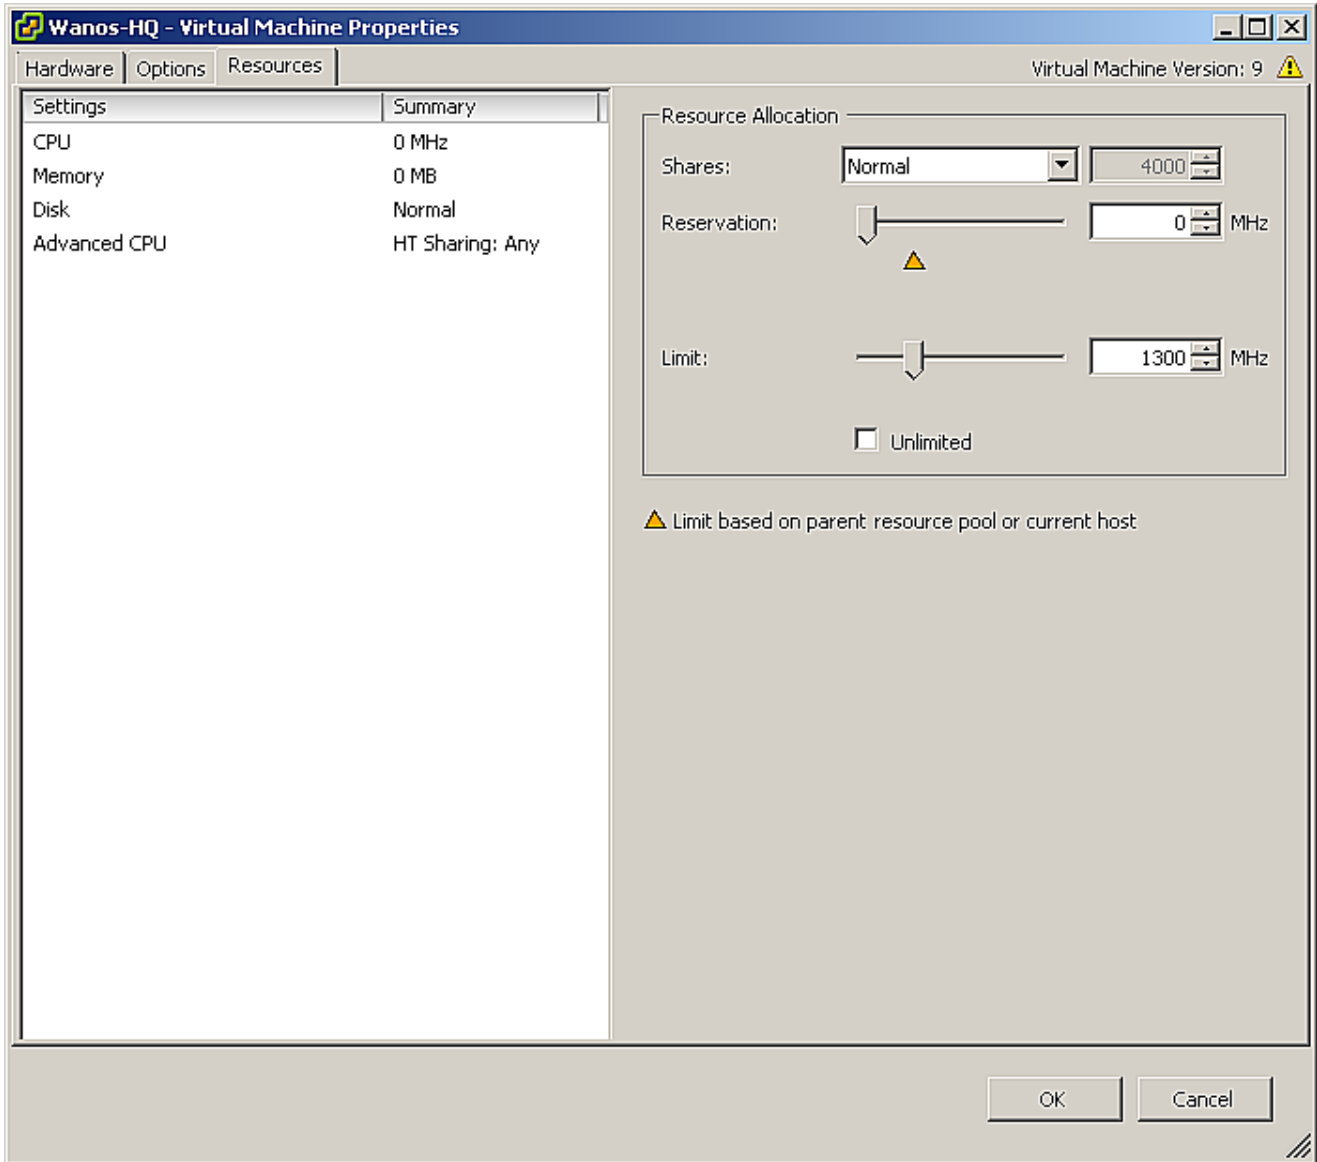 Wanos-HQ - Virtual Machine Properties
Hardware Options Resources Virtual Machine Version: 9
Settings Summary
CPU 0 MHz
Memory 0 MB
Disk Normal
Advanced CPU HT Sharing: Any
Resource Allocation
Shares: Normal 4000
Reservation: 0 MHz
Limit: 1300 MHz
Unlimited
Limit based on parent resource pool or current host
OK Cancel